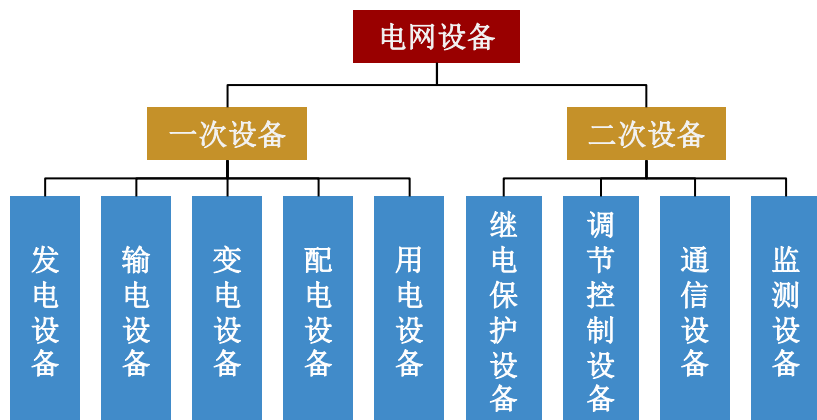 电网设备
一次设备
二次设备
发电设备
输电设备
变电设备
配电设备
用电设备
继电保护设备
调节控制设备
通信设备
监测设备